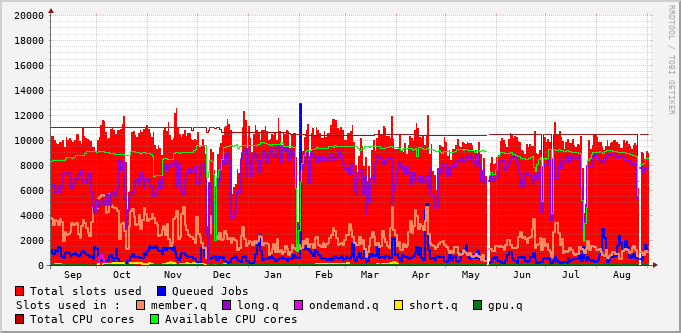 20000
18000
16000
14000
12000
10000
8000
6000
4000
2000
0
Sep Oct Nov Dec Jan Feb Mar Apr May Jun Jul Aug
Total slots used Queued Jobs
Slots used in : member.q long.q ondemand.q short.q gpu.q
Total CPU cores Available CPU cores
RRDTOOL / TOBI OETIKER